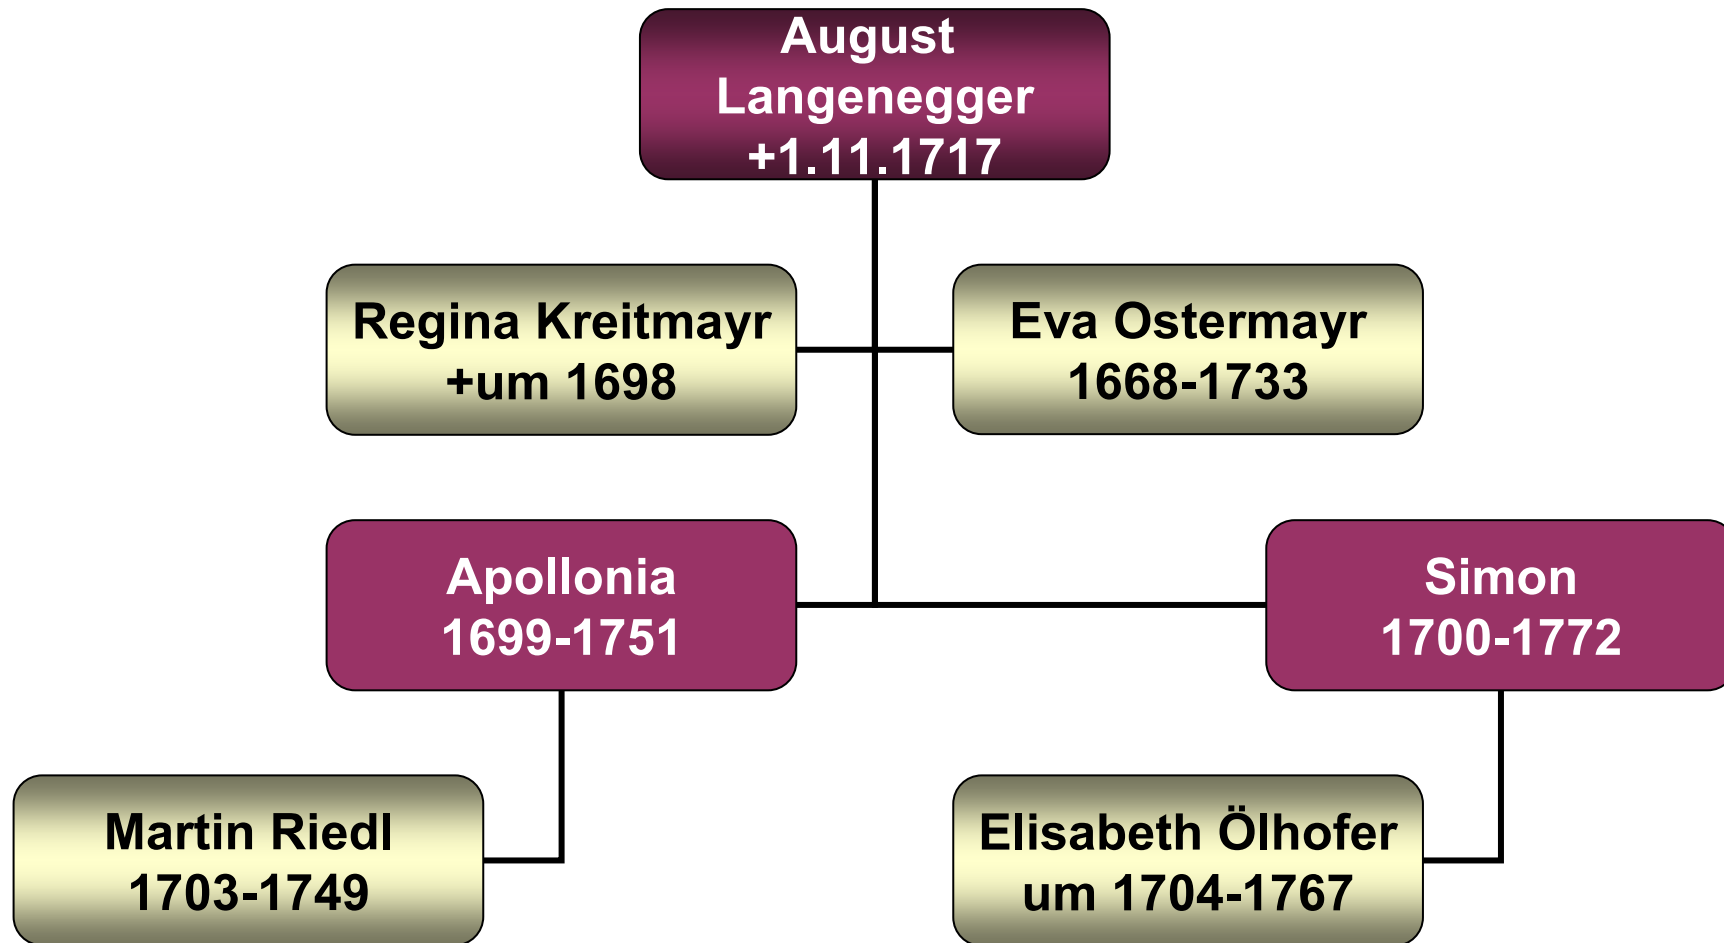 August
Langenegger
+1.11.1717
Regina Kreitmayr
+um 1698
Eva Ostermayr
1668-1733
Apollonia
1699-1751
Simon
1700-1772
Martin Riedl
1703-1749
Elisabeth Ölhofer
um 1704-1767